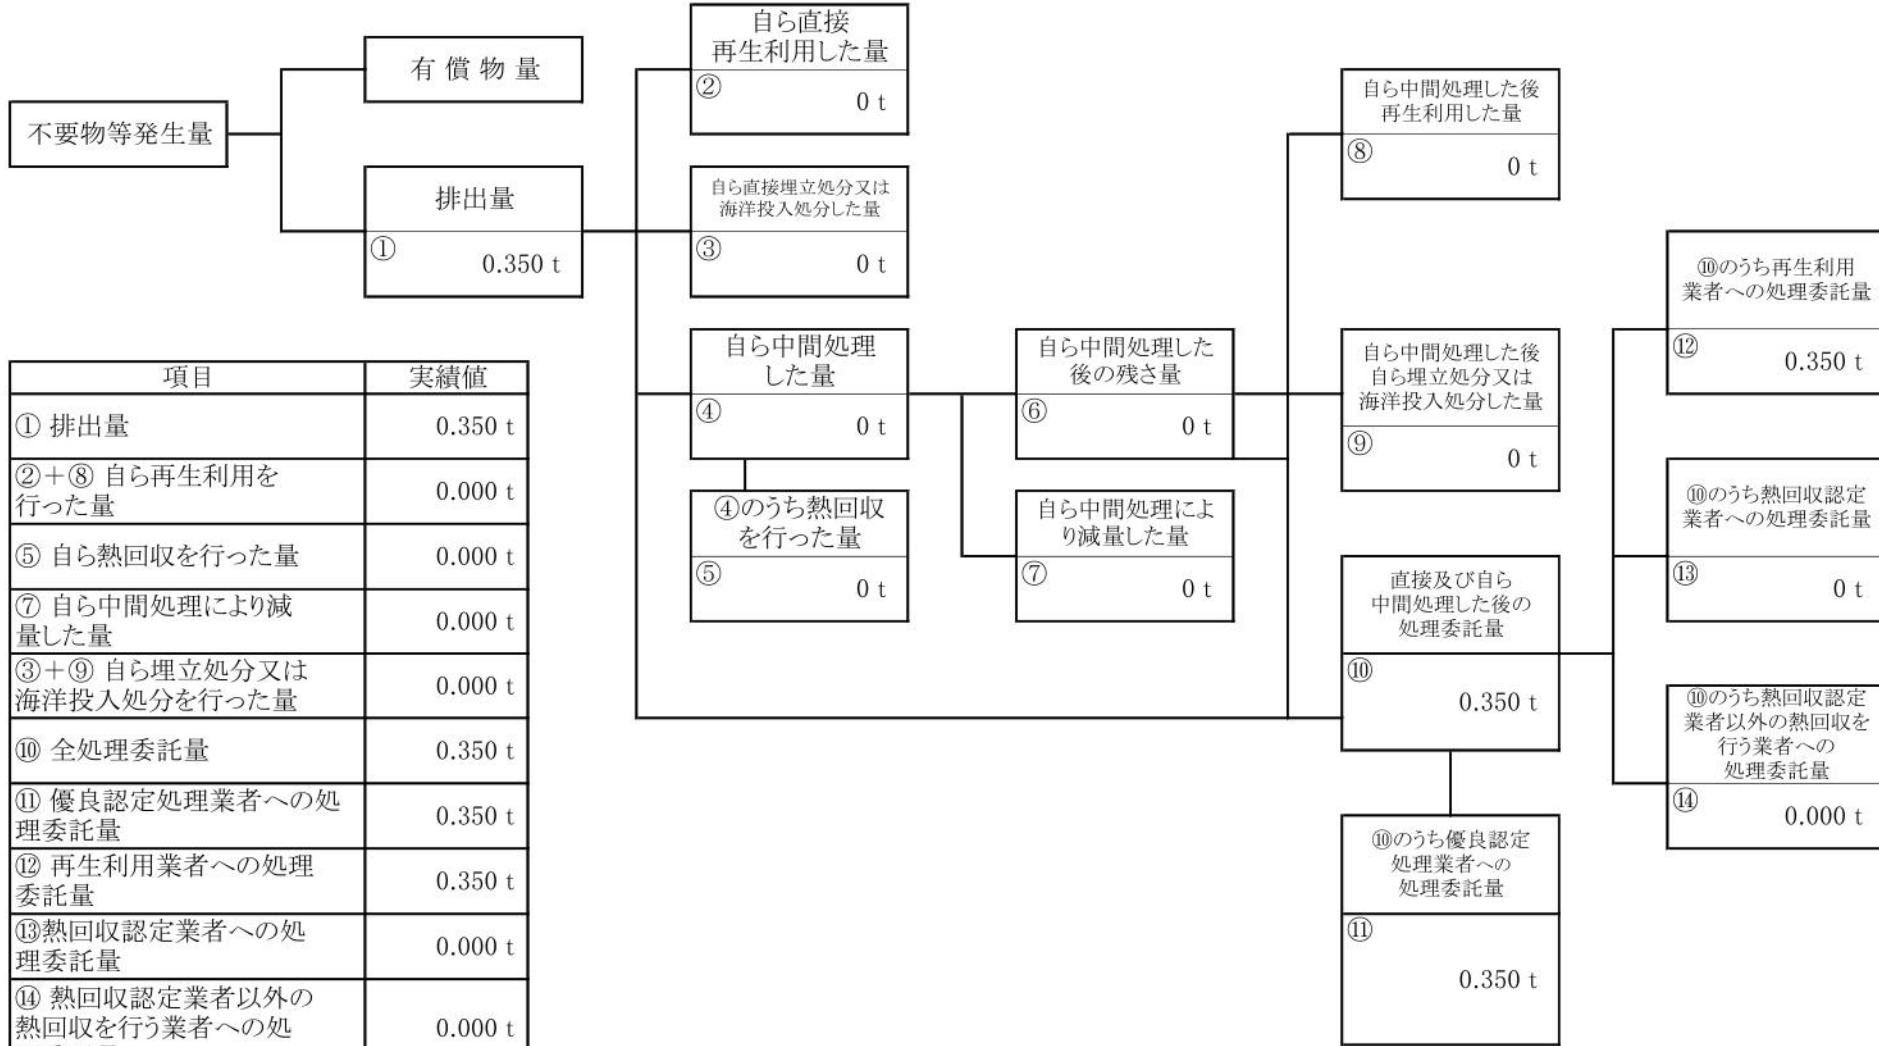 不要物等発生量
有償物量
排出量
①
0.350 t
自ら直接
再生利用した量
②
0 t
自ら直接埋立処分又は
海洋投入処分した量
③
0 t
自ら中間処理
した量
④
0 t
④のうち熱回収
を行った量
⑤
0 t
自ら中間処理した
後の残さ量
⑥
0 t
自ら中間処理によ
り減量した量
⑦
0 t
自ら中間処理した後
再生利用した量
⑧
0 t
自ら中間処理した後
自ら埋立処分又は
海洋投入処分した量
⑨
0 t
直接及び自ら
中間処理した後の
処理委託量
⑩
0.350 t
⑩のうち優良認定
処理業者への
処理委託量
⑪
0.350 t
⑩のうち再生利用
業者への処理委託量
⑫
0.350 t
⑩のうち熱回収認定
業者への処理委託量
⑬
0 t
⑩のうち熱回収認定
業者以外の熱回収を
行う業者への
処理委託量
⑭
0.000 t
項目 実績値
① 排出量 0.350 t
②＋⑧ 自ら再生利用を
行った量 0.000 t
⑤ 自ら熱回収を行った量 0.000 t
⑦ 自ら中間処理により減
量した量 0.000 t
③＋⑨ 自ら埋立処分又は
海洋投入処分を行った量 0.000 t
⑩ 全処理委託量 0.350 t
⑪ 優良認定処理業者への処
理委託量 0.350 t
⑫ 再生利用業者への処理
委託量 0.350 t
⑬熱回収認定業者への処
理委託量 0.000 t
⑭ 熱回収認定業者以外の
熱回収を行う業者への処 0.000 t